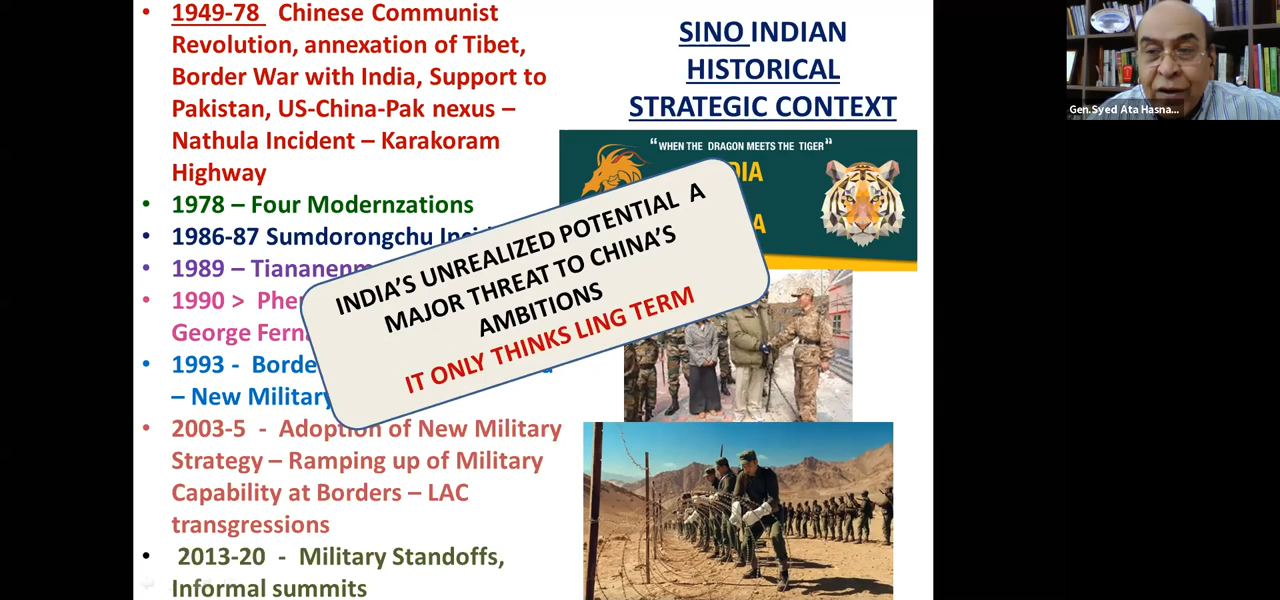 1949-78 Chinese Communist
Revolution, annexation of Tibet,
Border War with India, Support to
Pakistan, US-China-Pak nexus –
Nathula Incident – Karakoram
Highway
• 1978 – Four Modernzations
• 1986-87 Sumdorongchu
• 1989 –
• 1990 >
George
• 1993 -
– New Military
• 2003-5 - Adoption of New Military
Strategy – Ramping up of Military
Capability at Borders – LAC
transgressions
• 2013-20 - Military Standoffs,
Informal summits
SINO INDIAN
HISTORICAL
STRATEGIC CONTEXT
"WHEN THE DRAGON MEETS THE TIGER"
INDIA'S UNREALIZED POTENTIAL A
MAJOR THREAT TO CHINA'S
AMBITIONS
IT ONLY THINKS LING TERM
Gen.Syed Ata Hasna...